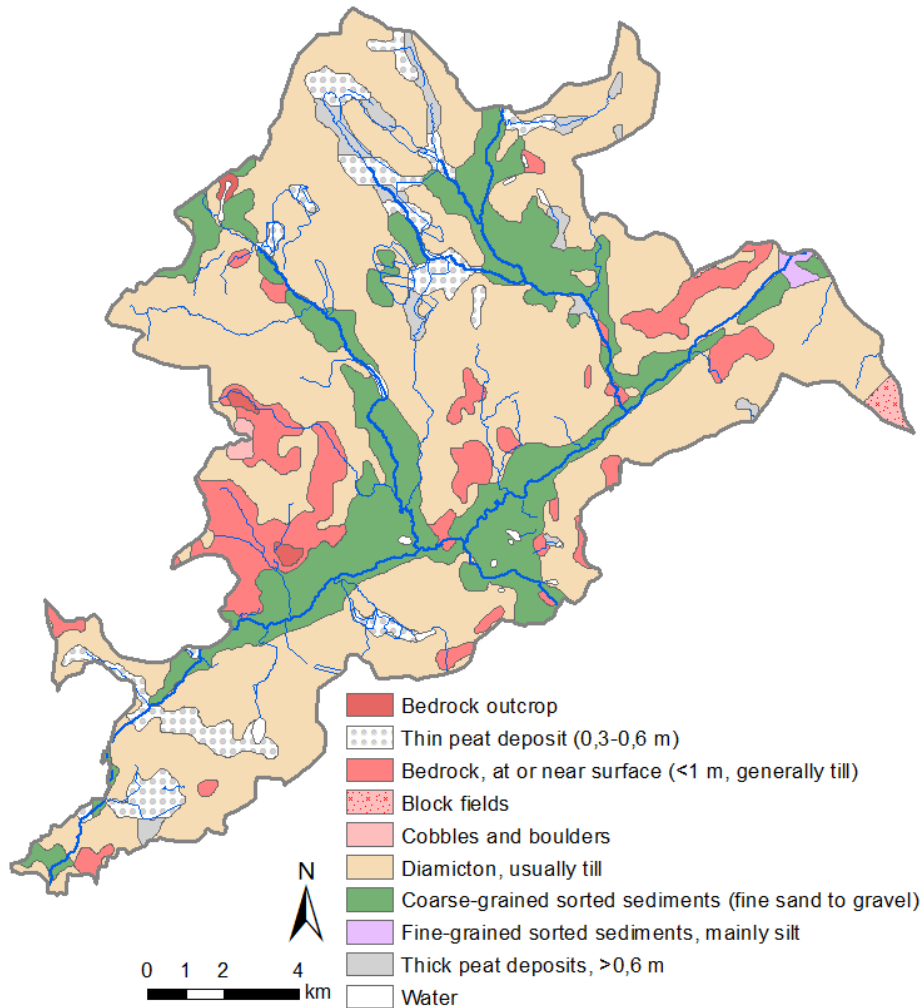 Bedrock outcrop
Thin peat deposit (0,3-0,6 m)
Bedrock, at or near surface (<1 m, generally till)
Block fields
Cobbles and boulders
Diamicton, usually till
Coarse-grained sorted sediments (fine sand to gravel)
Fine-grained sorted sediments, mainly silt
Thick peat deposits, >0,6 m
Water
N
0 1 2 4
km